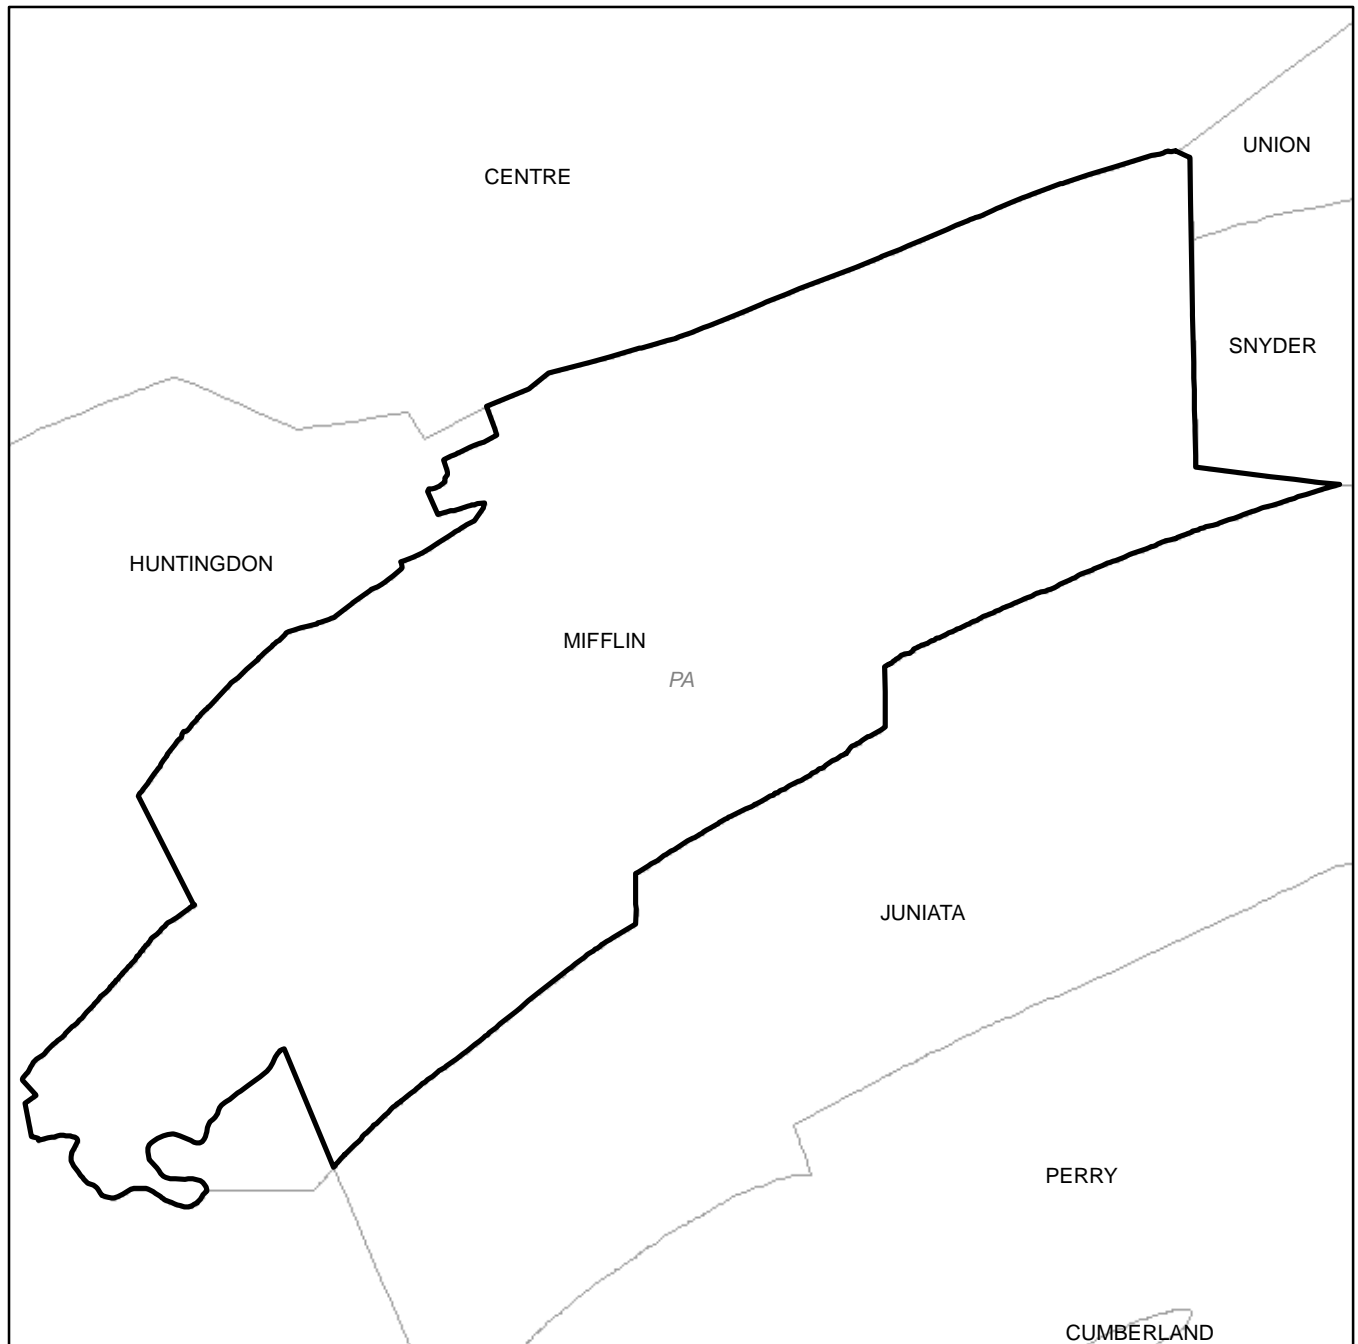 UNION
CENTRE
SNYDER
HUNTINGDON
MIFFLIN
PA
JUNIATA
PERRY
CUMBERLAND